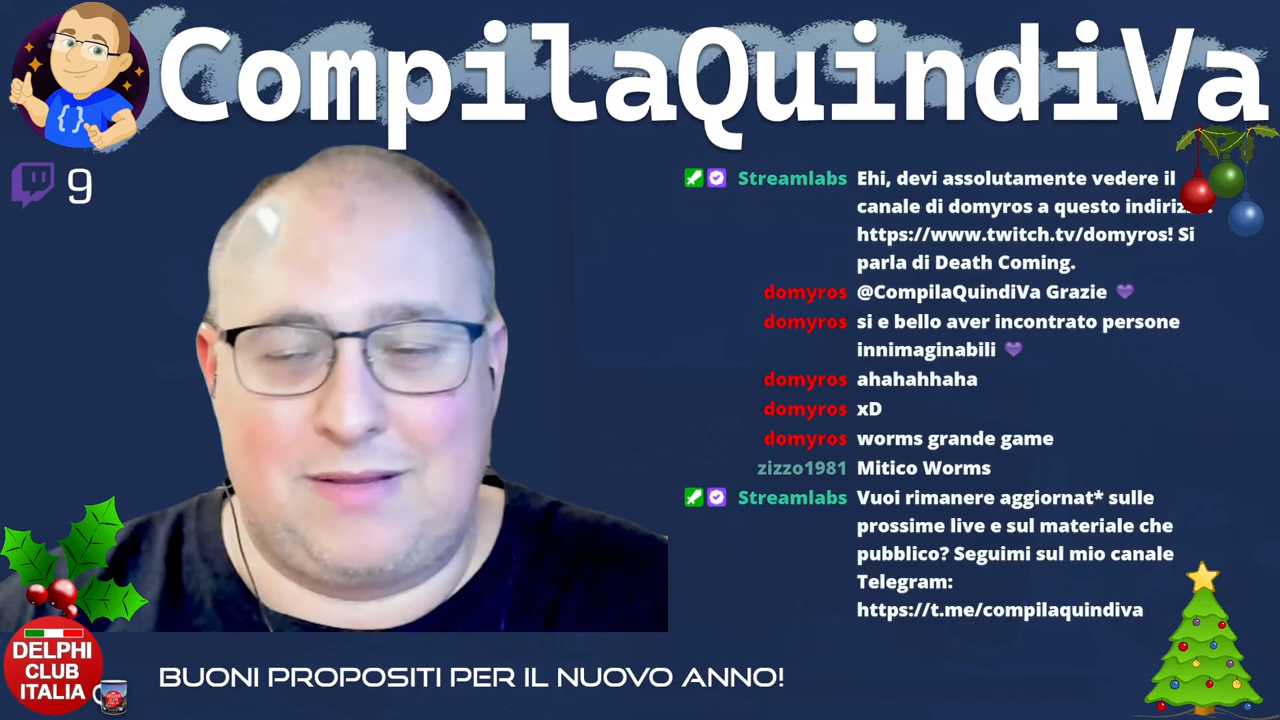 CompilaQuindiVa
{}
9
Streamlabs Ehi, devi assolutamente vedere il
canale di domyros a questo
https://www.twitch.tv/domyros! Si
parla di Death Coming.
domyros @CompilaQuindiVa Grazie
domyros si e bello aver incontrato persone
innimaginabili
domyros ahahahhaha
domyros xD
domyros worms grande game
zizzo1981 Mitico Worms
Streamlabs Vuoi rimanere aggiornat* sulle
prossime live e sul materiale che
pubblico? Seguimi sul mio canale
Telegram:
https://t.me/compilaquindiva
DELPHI
CLUB
ITALIA
BUONI PROPOSITI PER IL NUOVO ANNO!